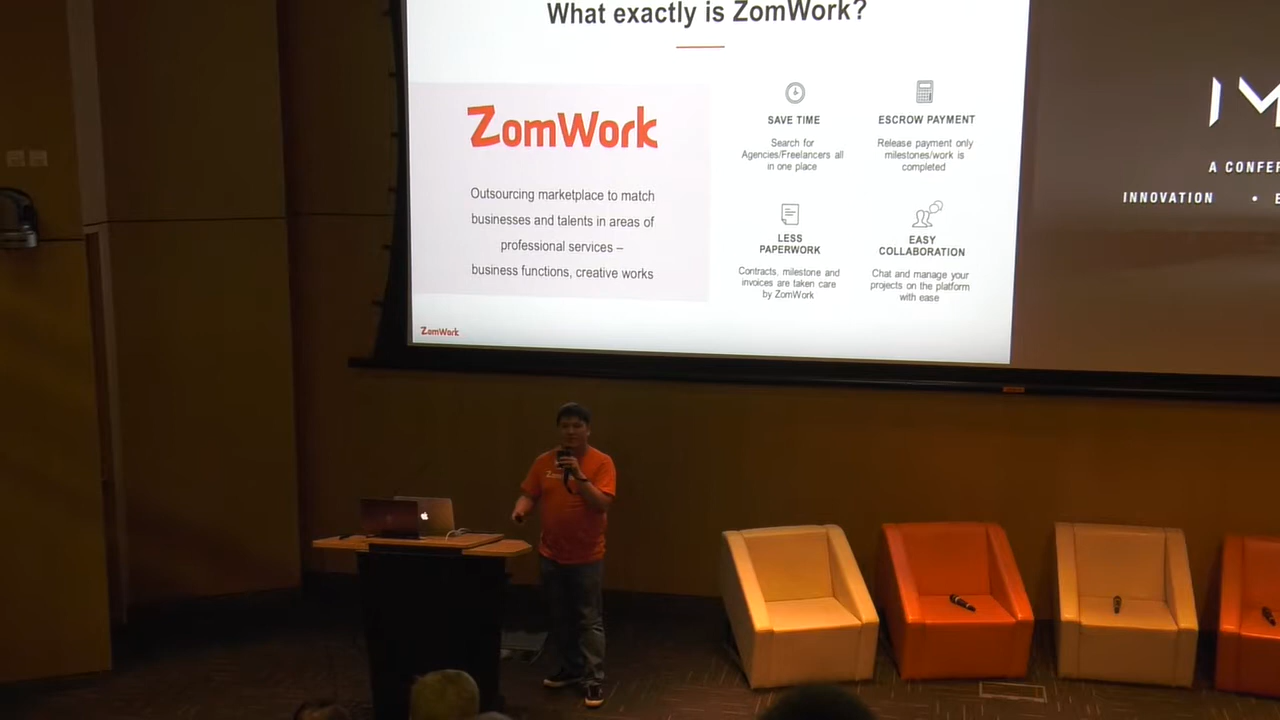 What exactly is ZomWork?
ZomWork
Outsourcing marketplace to match
businesses and talents in areas of
professional services –
business functions, creative works
SAVE TIME
Search for
Agencies/Freelancers all
in one place
ESCROW PAYMENT
Release payment only
milestones/work is
completed
LESS
PAPERWORK
Contracts, milestone and
invoices are taken care
by ZomWork
EASY
COLLABORATION
Chat and manage your
projects on the platform
with ease
ZomWork
A CONFE
INNOVATION •